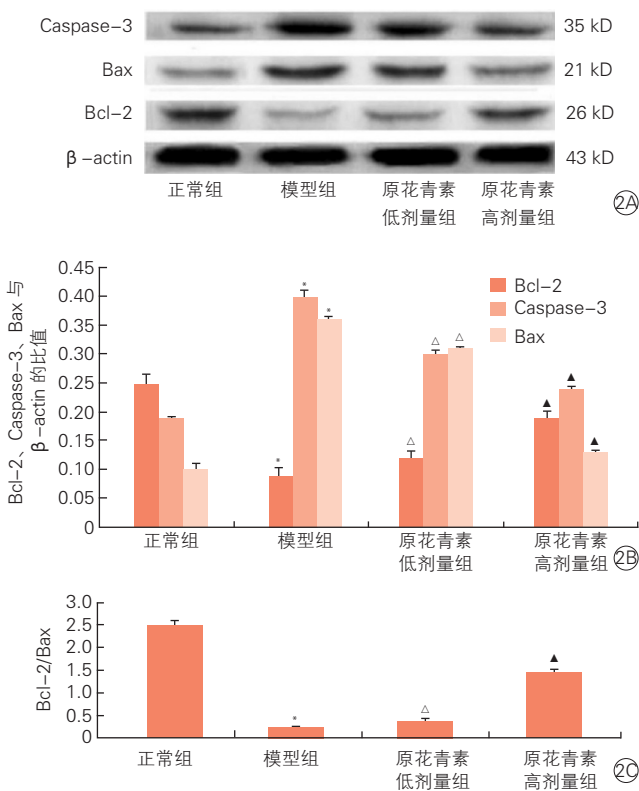 Caspase-3 35 kD
Bax 21 kD
Bcl-2 26 kD
β-actin 43 kD
正常组 模型组 原花青素 原花青素
低剂量组 高剂量组
2A
Bcl-2、Caspase-3、Bax 与
β-actin 的比值
0.45
0.40
0.35
0.30
0.25
0.20
0.15
0.10
0.05
0
* * *
△ △ △
▲ ▲ ▲
Bcl-2
Caspase-3
Bax
正常组 模型组 原花青素 原花青素
低剂量组 高剂量组
2B
Bcl-2/Bax
3.0
2.5
2.0
1.5
1.0
0.5
0
* △ ▲
正常组 模型组 原花青素 原花青素
低剂量组 高剂量组
2C